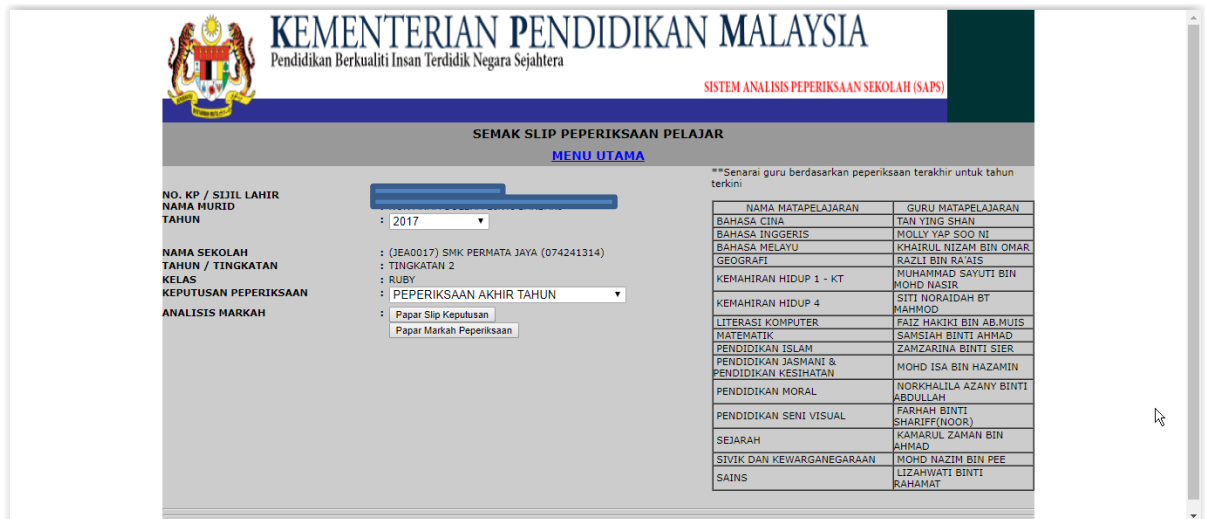 KEMENTERIAN PENDIDIKAN MALAYSIA
Pendidikan Berkualiti Insan Terdidik Negara Sejahtera
SISTEM ANALISIS PEPERIKSAAN SEKOLAH (SAPS)
SEMAK SLIP PEPERIKSAAN PELAJAR
MENU UTAMA
NO. KP / SIJIL LAHIR
NAMA MURID :
TAHUN : 2017
NAMA SEKOLAH : (JEA0017) SMK PERMATA JAYA (074241314)
TAHUN / TINGKATAN : TINGKATAN 2
KELAS : RUBY
KEPUTUSAN PEPERIKSAAN : PEPERIKSAAN AKHIR TAHUN
ANALISIS MARKAH : Papar Slip Keputusan
Papar Markah Peperiksaan
**Senarai guru berdasarkan peperiksaan terakhir untuk tahun
terkini
NAMA MATAPELAJARAN GURU MATAPELAJARAN
BAHASA CINA TAN YING SHAN
BAHASA INGGERIS MOLLY YAP SOO NI
BAHASA MELAYU KHAIRUL NIZAM BIN OMAR
GEOGRAFI RAZLI BIN RA'AIS
KEMAHIRAN HIDUP 1 - KT MUHAMMAD SAYUTI BIN
MOHD NASIR
KEMAHIRAN HIDUP 4 SITI NORAIDAH BT
MAHMOD
LITERASI KOMPUTER FAIZ HAKIKI BIN AB.MUIS
MATEMATIK SAMSIAH BINTI AHMAD
PENDIDIKAN ISLAM ZAMZARINA BINTI SIER
PENDIDIKAN JASMANI &
PENDIDIKAN KESIHATAN MOHD ISA BIN HAZAMIN
PENDIDIKAN MORAL NORKHALILA AZANY BINTI
ABDULLAH
PENDIDIKAN SENI VISUAL FARHAH BINTI
SHARIFF(NOOR)
SEJARAH KAMARUL ZAMAN BIN
AHMAD
SIVIK DAN KEWARGANEGARAAN MOHD NAZIM BIN PEE
SAINS LIZAHWATI BINTI
RAHAMAT